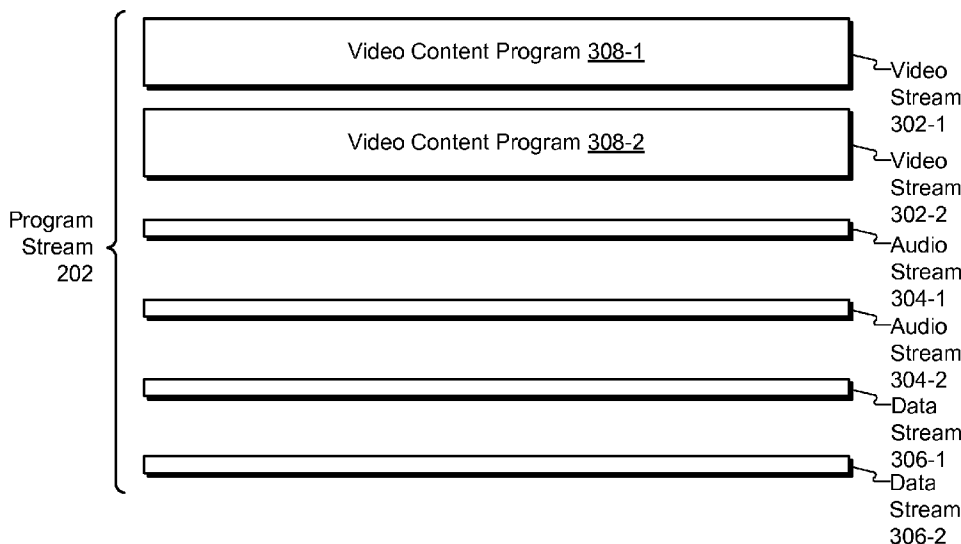 Video Content Program 308-1
Video
Stream
302-1
Video Content Program 308-2
Video
Stream
302-2
Program
Stream
202
Audio
Stream
304-1
Audio
Stream
304-2
Data
Stream
306-1
Data
Stream
306-2